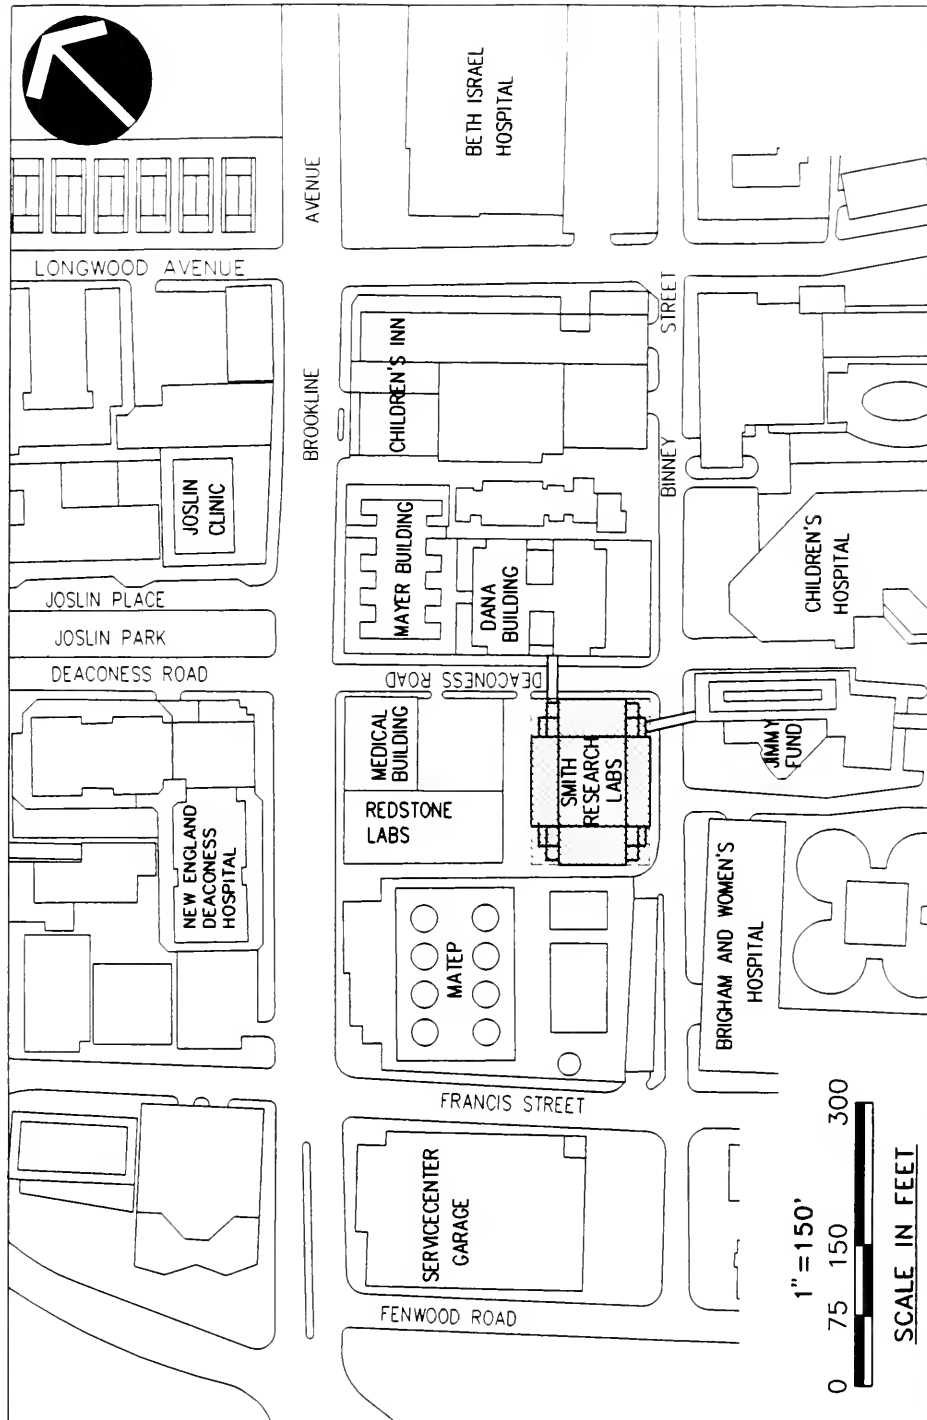 BETH ISRAEL
HOSPITAL
AVENUE
LONGWOOD AVENUE
STREET
CHILDREN'S INN
BROOKLINE
BINNEY
JOSLIN
CLINIC
MAYER BUILDING
DANA
BUILDING
CHILDREN'S
HOSPITAL
JOSLIN PLACE
JOSLIN PARK
DEACONESS ROAD
DEACONESS ROAD
MEDICAL
BUILDING
REDSTONE
LABS
SMITH
RESEARCH
LABS
JIMMY
FUND
NEW ENGLAND
DEACONESS
HOSPITAL
MATEP
BRIGHAM AND WOMEN'S
HOSPITAL
FRANCIS STREET
SERVICECENTER
GARAGE
FENWOOD ROAD
1"=150'
0 75 150 300
SCALE IN FEET